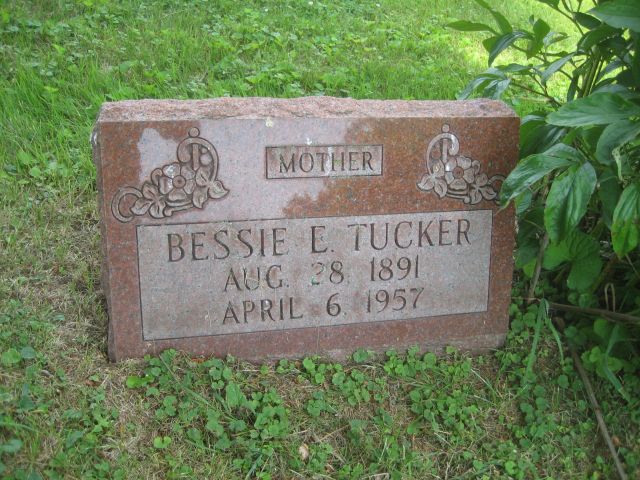 MOTHER
BESSIE E. TUCKER
AUG. 28 1891
APRIL 6 1957